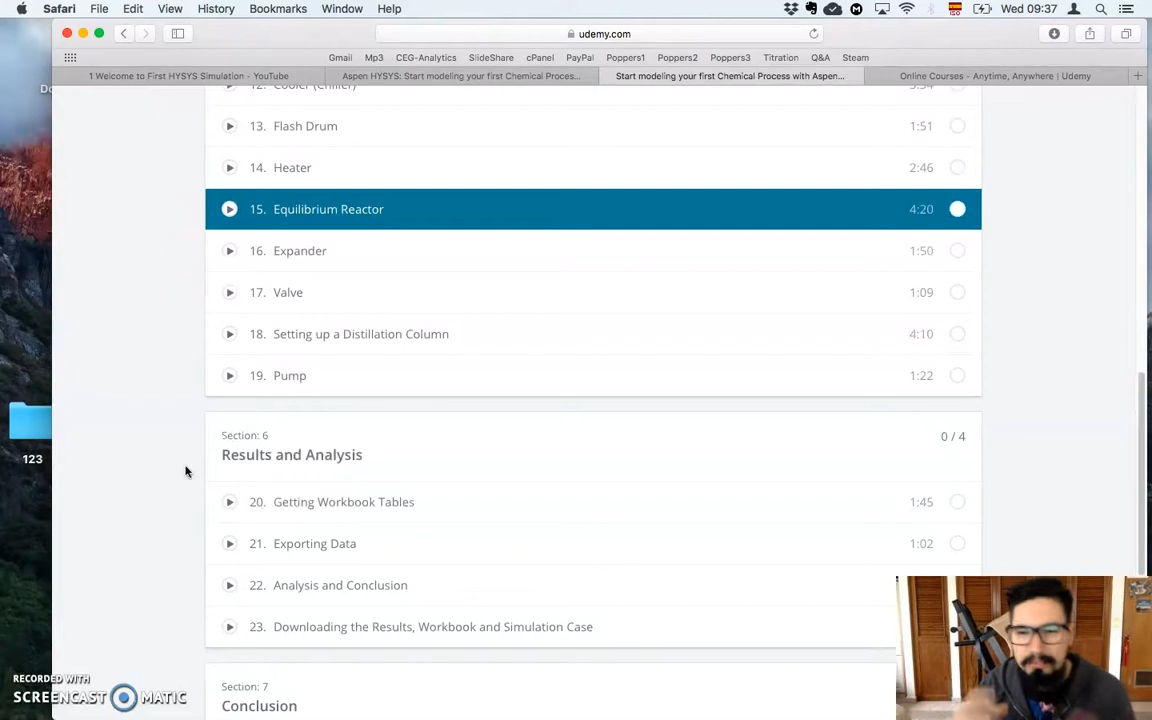 Safari File Edit View History Bookmarks Window Help Wed 09:37
udemy.com
Gmail Mp3 CEG-Analytics SlideShare cPanel PayPal Poppers1 Poppers2 Poppers3 Titration Q&A Steam
1 Welcome to First HYSYS Simulation - YouTube Aspen HYSYS: Start modeling your first Chemical Proces... Start modeling your first Chemical Process with Aspen... Online Courses - Anytime, Anywhere | Udemy
12. Cooler (Chiller) 3:34
13. Flash Drum 1:51
14. Heater 2:46
15. Equilibrium Reactor 4:20
16. Expander 1:50
17. Valve 1:09
18. Setting up a Distillation Column 4:10
19. Pump 1:22
123
Section: 6 0 / 4
Results and Analysis
20. Getting Workbook Tables 1:45
21. Exporting Data 1:02
22. Analysis and Conclusion
23. Downloading the Results, Workbook and Simulation Case
Section: 7
Conclusion
RECORDED WITH
SCREENCAST MATIC